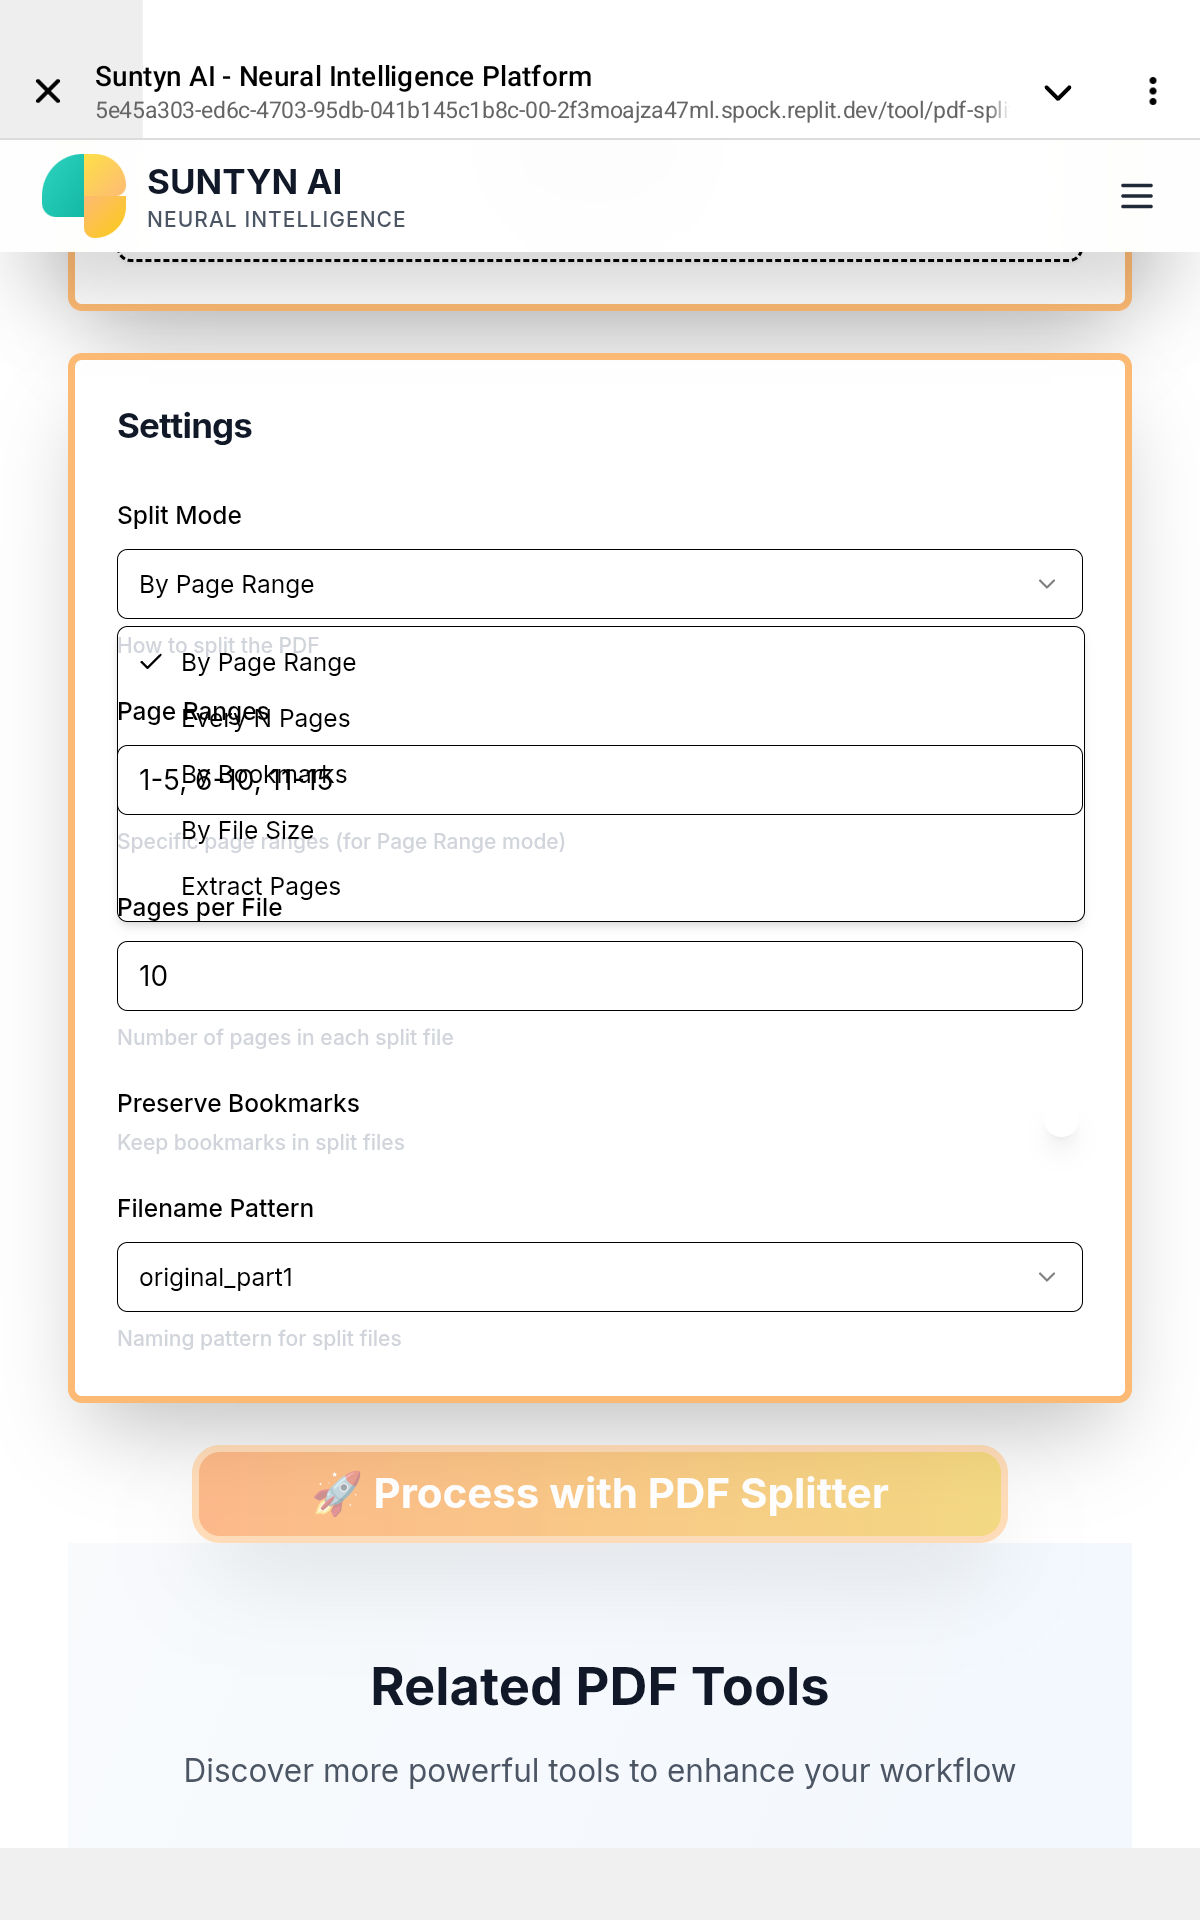 Suntyn AI - Neural Intelligence Platform
5e45a303-ed6c-4703-95db-041b145c1b8c-00-2f3moajza47ml.spock.replit.dev/tool/pdf-spli
SUNTYN AI
NEURAL INTELLIGENCE
Settings
Split Mode
By Page Range
How to split the PDF
By Page Range
Page Ranges
Every N Pages
1-5, 6-10, 11-15
By Bookmarks
By File Size
Specific page ranges (for Page Range mode)
Extract Pages
Pages per File
10
Number of pages in each split file
Preserve Bookmarks
Keep bookmarks in split files
Filename Pattern
original_part1
Naming pattern for split files
🚀 Process with PDF Splitter
Related PDF Tools
Discover more powerful tools to enhance your workflow